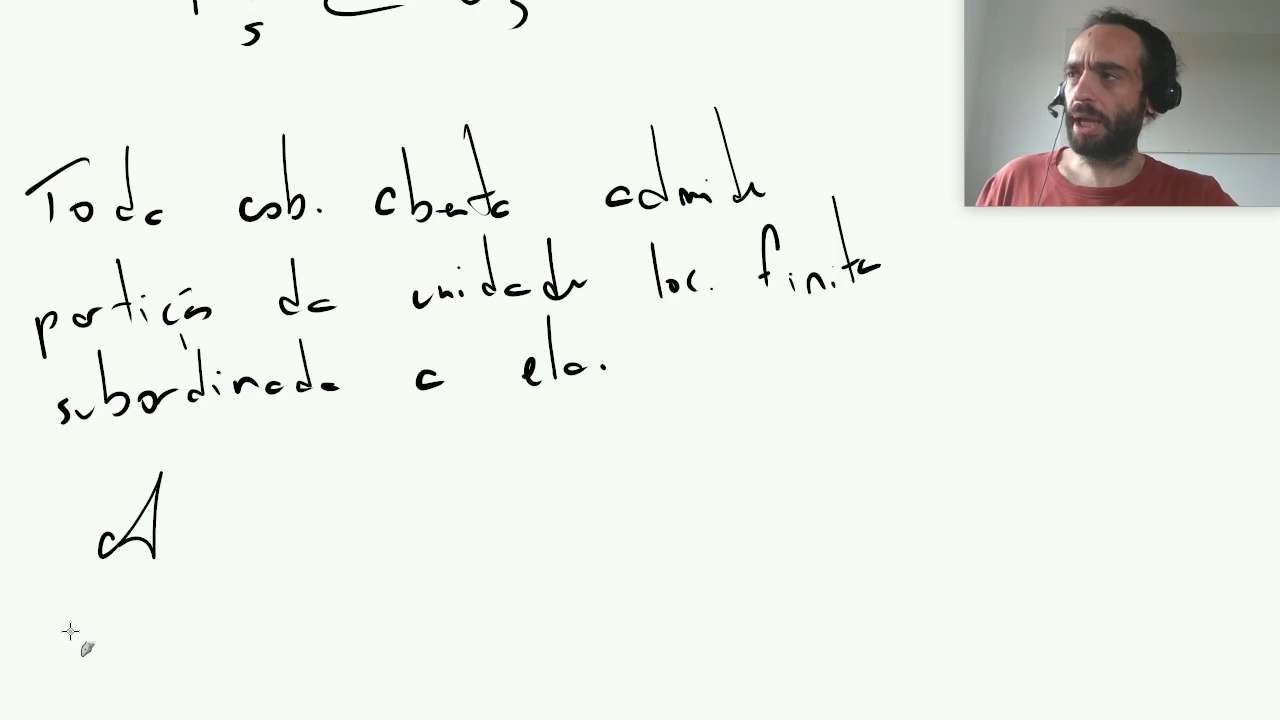 s ⊂ s
Toda cob. aberta admite
partição da unidade loc. finita
subordinada a ela.
A